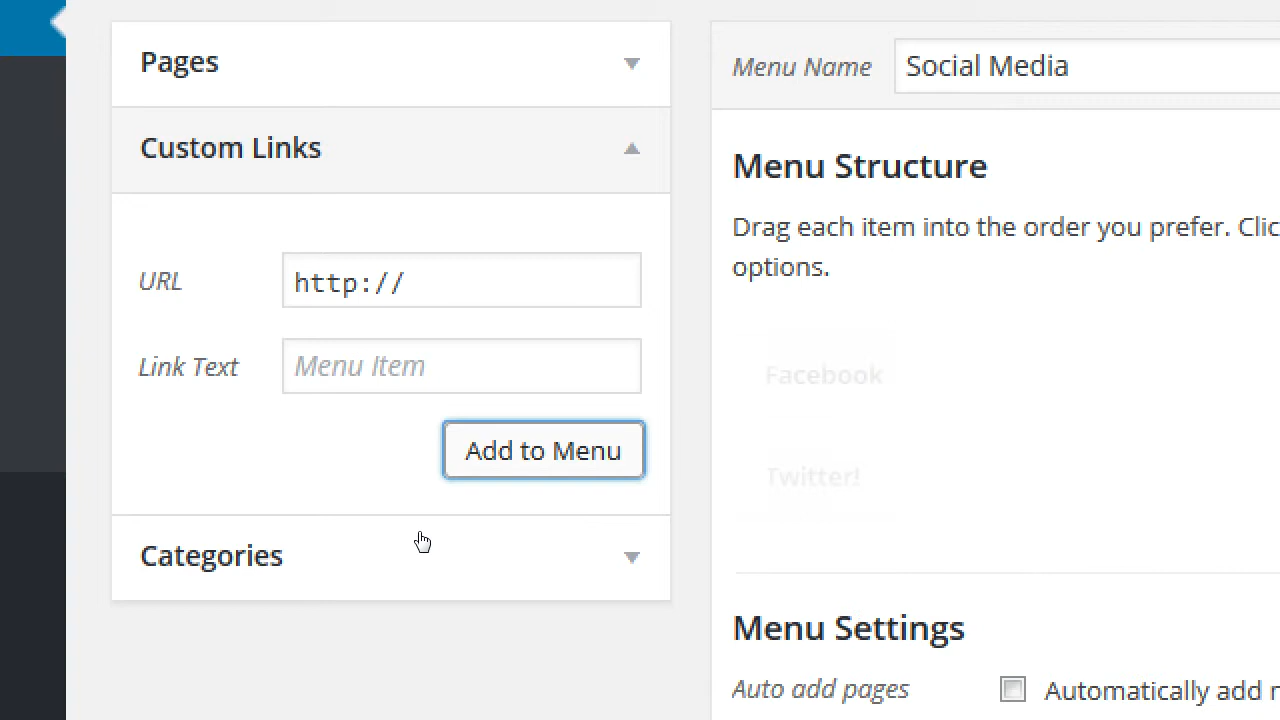 Pages
Custom Links
URL http://
Link Text Menu Item
Add to Menu
Categories
Menu Name Social Media
Menu Structure
Drag each item into the order you prefer.
options.
Facebook
Twitter!
Menu Settings
Auto add pages Automatically add